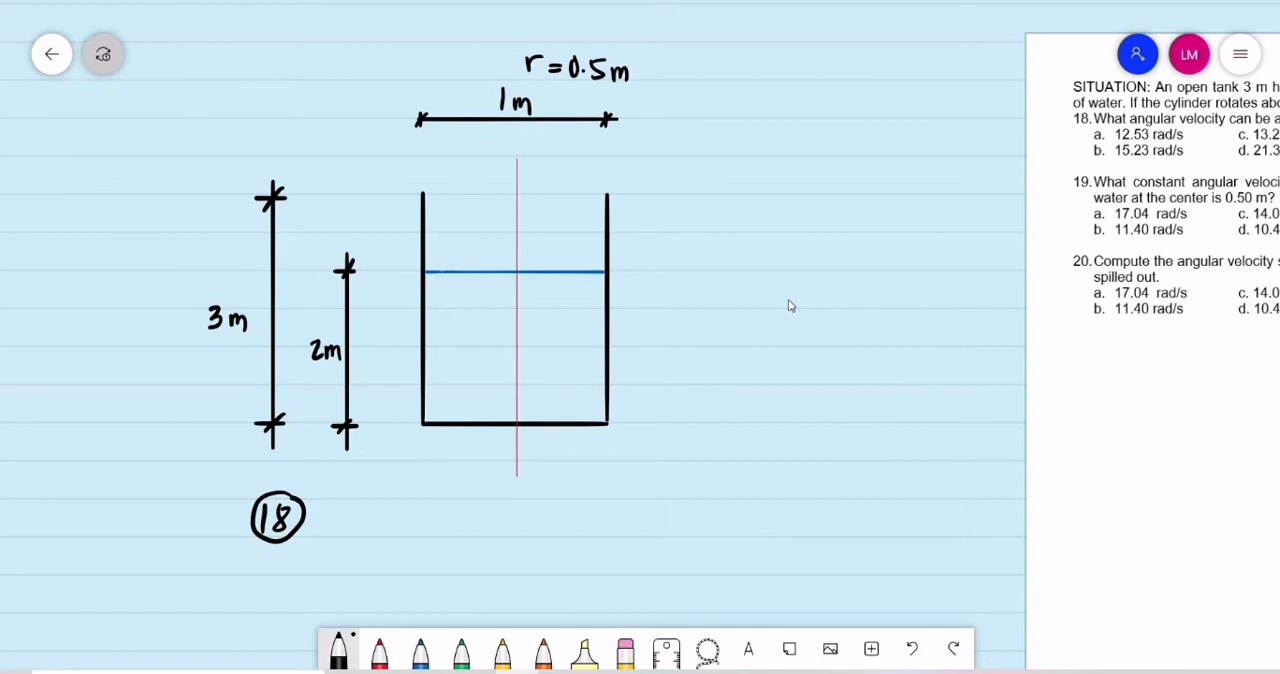 r = 0.5m
1m
3m
2m
18
LM
SITUATION: An open tank 3 m h
of water. If the cylinder rotates abo
18. What angular velocity can be a
a. 12.53 rad/s c. 13.2
b. 15.23 rad/s d. 21.3
19. What constant angular veloci
water at the center is 0.50 m?
a. 17.04 rad/s c. 14.0
b. 11.40 rad/s d. 10.4
20. Compute the angular velocity s
spilled out.
a. 17.04 rad/s c. 14.0
b. 11.40 rad/s d. 10.4
A